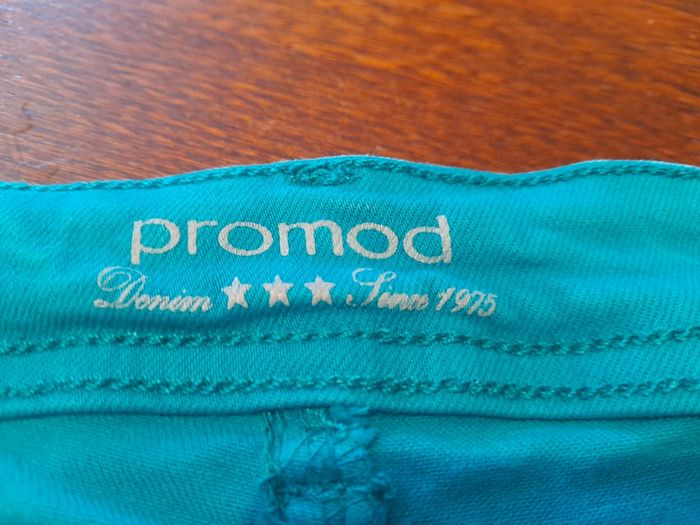 promod
Denim ★★★ Since 1975